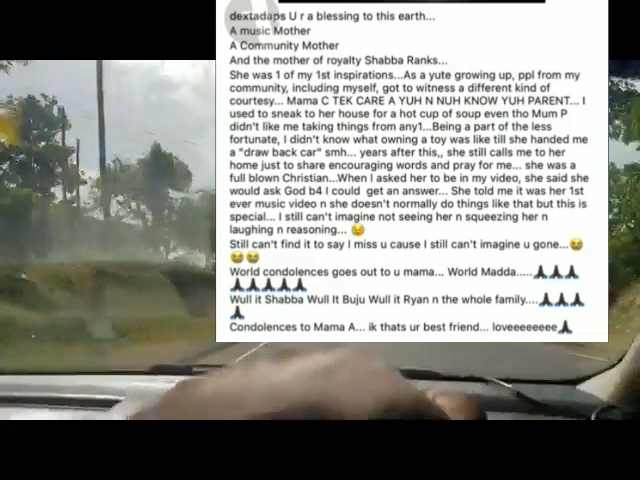 dextadaps U r a blessing to this earth...
A music Mother
A Community Mother
And the mother of royalty Shabba Ranks...
She was 1 of my 1st inspirations...As a yute growing up, ppl from my
community, including myself, got to witness a different kind of
courtesy... Mama C TEK CARE A YUH N NUH KNOW YUH PARENT... I
used to sneak to her house for a hot cup of soup even tho Mum P
didn't like me taking things from any1...Being a part of the less
fortunate, I didn't know what owning a toy was like till she handed me
a "draw back car" smh... years after this,, she still calls me to her
home just to share encouraging words and pray for me... she was a
full blown Christian...When I asked her to be in my video, she said she
would ask God b4 I could get an answer... She told me it was her 1st
ever music video n she doesn't normally do things like that but this is
special... I still can't imagine not seeing her n squeezing her n
laughing n reasoning... 😥
Still can't find it to say I miss u cause I still can't imagine u gone...😭
😭😭
World condolences goes out to u mama... World Madda.....🙏🏿🙏🏿🙏🏿
🙏🏿🙏🏿🙏🏿🙏🏿🙏🏿
Wull it Shabba Wull It Buju Wull it Ryan n the whole family....🙏🏿🙏🏿🙏🏿
🙏🏿
Condolences to Mama A... ik thats ur best friend... loveeeeeeee🙏🏿